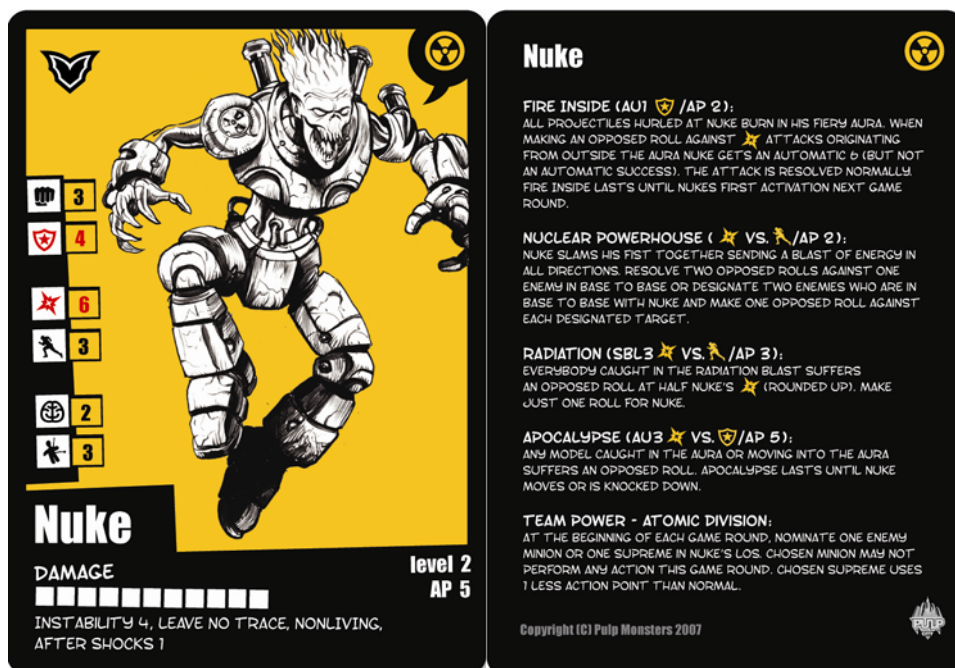 3
4
6
3
2
3
Nuke
DAMAGE
level 2
AP 5
INSTABILITY 4, LEAVE NO TRACE, NONLIVING,
AFTER SHOCKS 1
Nuke
FIRE INSIDE (AU1 /AP 2):
ALL PROJECTILES HURLED AT NUKE BURN IN HIS FIERY AURA. WHEN
MAKING AN OPPOSED ROLL AGAINST ATTACKS ORIGINATING
FROM OUTSIDE THE AURA NUKE GETS AN AUTOMATIC 6 (BUT NOT
AN AUTOMATIC SUCCESS). THE ATTACK IS RESOLVED NORMALLY.
FIRE INSIDE LASTS UNTIL NUKES FIRST ACTIVATION NEXT GAME
ROUND.
NUCLEAR POWERHOUSE ( VS. /AP 2):
NUKE SLAMS HIS FIST TOGETHER SENDING A BLAST OF ENERGY IN
ALL DIRECTIONS. RESOLVE TWO OPPOSED ROLLS AGAINST ONE
ENEMY IN BASE TO BASE OR DESIGNATE TWO ENEMIES WHO ARE IN
BASE TO BASE WITH NUKE AND MAKE ONE OPPOSED ROLL AGAINST
EACH DESIGNATED TARGET.
RADIATION (SBL3 VS. /AP 3):
EVERYBODY CAUGHT IN THE RADIATION BLAST SUFFERS
AN OPPOSED ROLL AT HALF NUKE'S (ROUNDED UP). MAKE
JUST ONE ROLL FOR NUKE.
APOCALYPSE (AU3 VS. /AP 5):
ANY MODEL CAUGHT IN THE AURA OR MOVING INTO THE AURA
SUFFERS AN OPPOSED ROLL. APOCALYPSE LASTS UNTIL NUKE
MOVES OR IS KNOCKED DOWN.
TEAM POWER - ATOMIC DIVISION:
AT THE BEGINNING OF EACH GAME ROUND, NOMINATE ONE ENEMY
MINION OR ONE SUPREME IN NUKE'S LOS. CHOSEN MINION MAY NOT
PERFORM ANY ACTION THIS GAME ROUND. CHOSEN SUPREME USES
1 LESS ACTION POINT THAN NORMAL.
Copyright (C) Pulp Monsters 2007
PULP
CITY